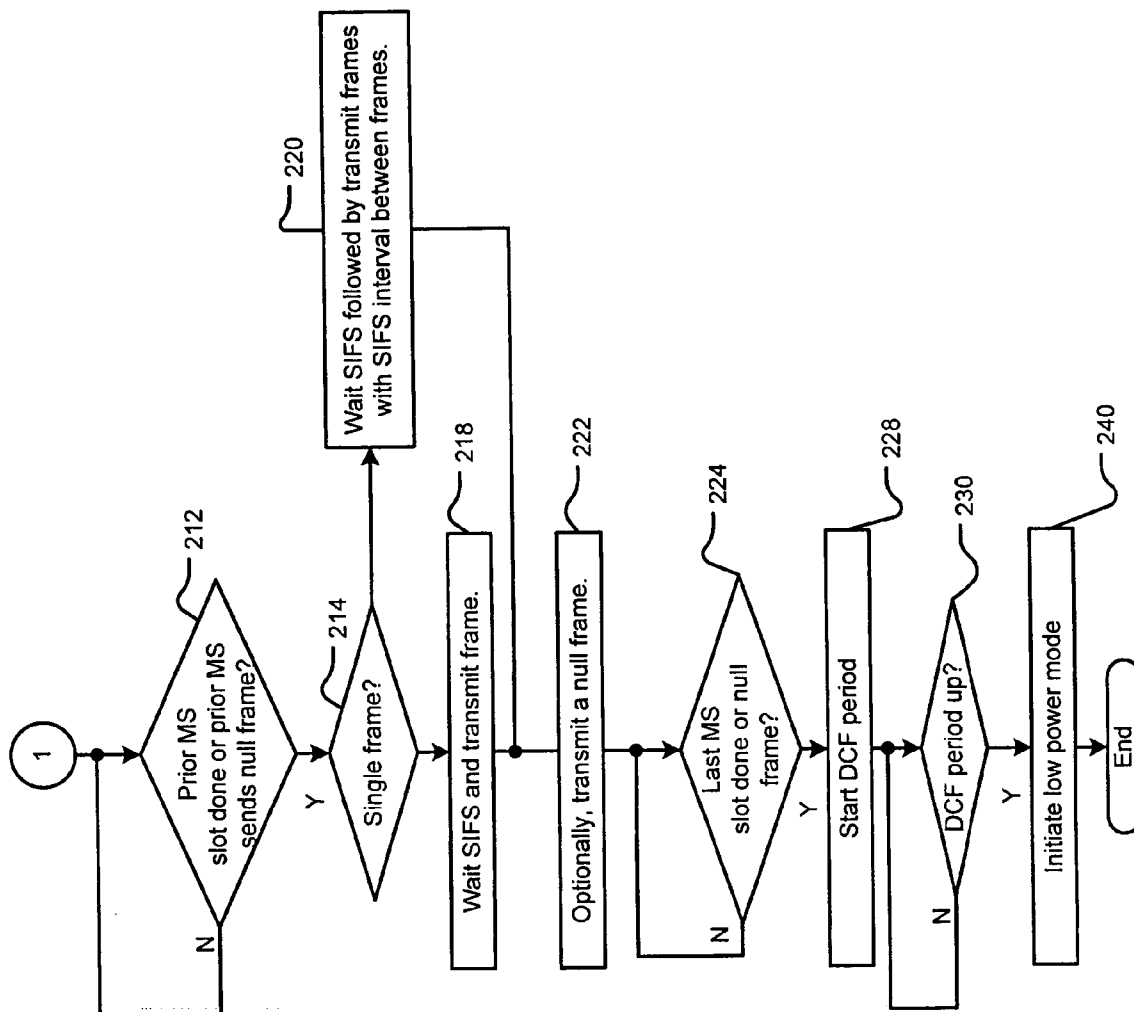 1
Prior MS
slot done or prior MS
sends null frame?
212
N
Y
Single frame?
214
Wait SIFS followed by transmit frames
with SIFS interval between frames.
220
Wait SIFS and transmit frame.
218
Optionally, transmit a null frame.
222
Last MS
slot done or null
frame?
224
N
Y
Start DCF period
228
DCF period up?
230
N
Y
Initiate low power mode
240
End